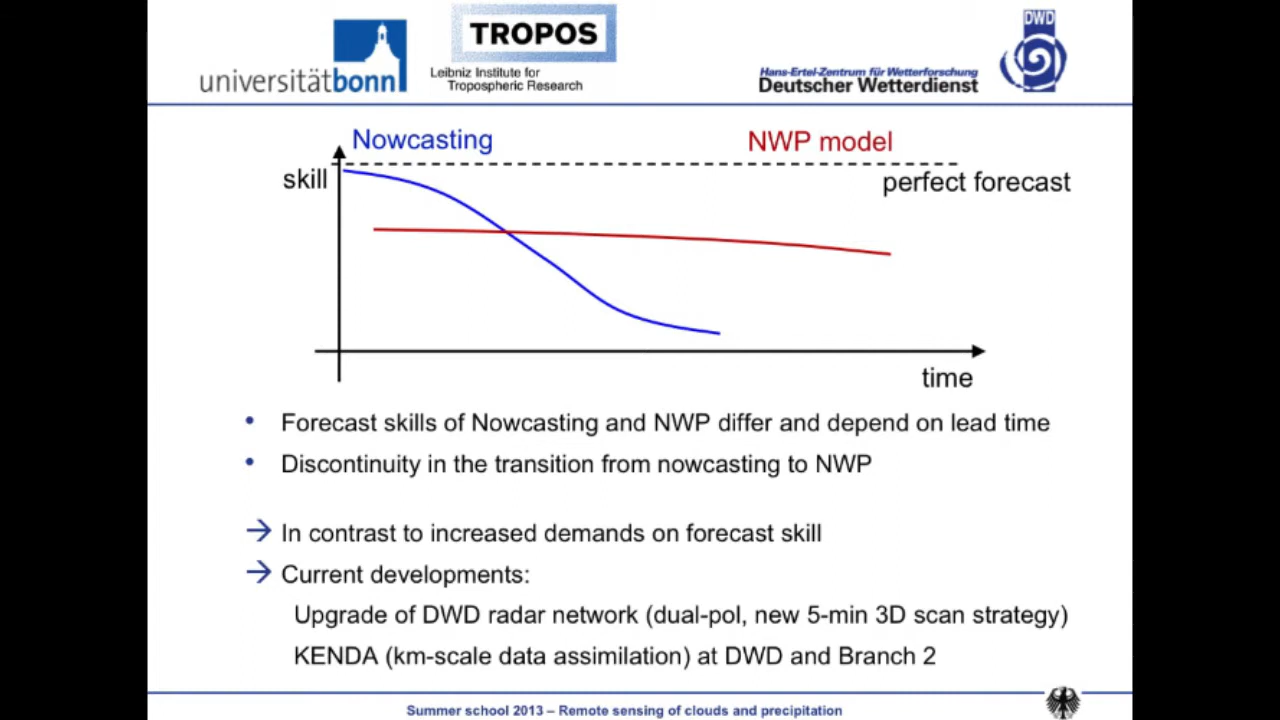 universitätbonn
TROPOS
Leibniz Institute for
Tropospheric Research
Hans-Ertel-Zentrum für Wetterforschung
Deutscher Wetterdienst
DWD
Nowcasting
NWP model
skill
perfect forecast
time
• Forecast skills of Nowcasting and NWP differ and depend on lead time
• Discontinuity in the transition from nowcasting to NWP
→ In contrast to increased demands on forecast skill
→ Current developments:
Upgrade of DWD radar network (dual-pol, new 5-min 3D scan strategy)
KENDA (km-scale data assimilation) at DWD and Branch 2
Summer school 2013 – Remote sensing of clouds and precipitation